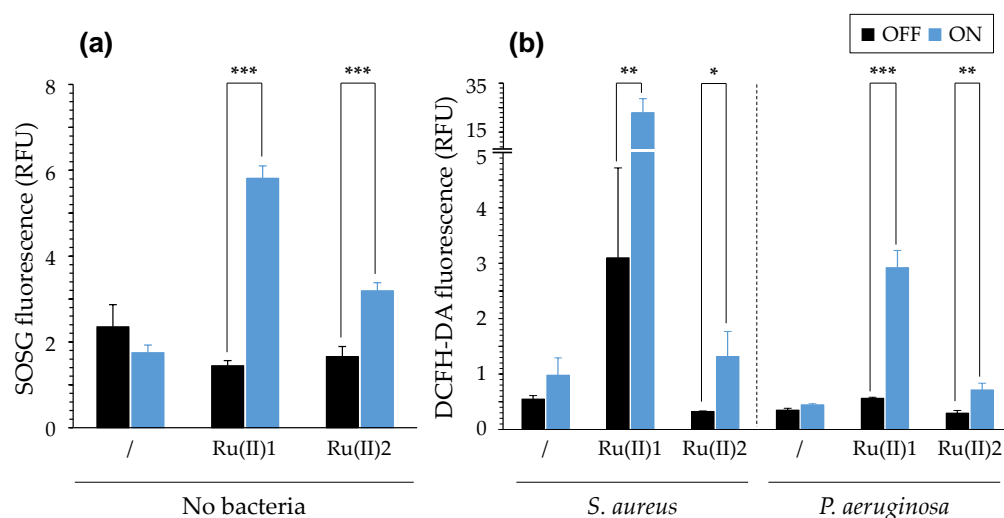 (a)
(b)
OFF ON
SOSG fluorescence (RFU)
8
6
4
2
0
*** ***
/ Ru(II)1 Ru(II)2
No bacteria
DCFH-DA fluorescence (RFU)
35
15
5
4
3
2
1
0
** * *** **
/ Ru(II)1 Ru(II)2 / Ru(II)1 Ru(II)2
S. aureus P. aeruginosa